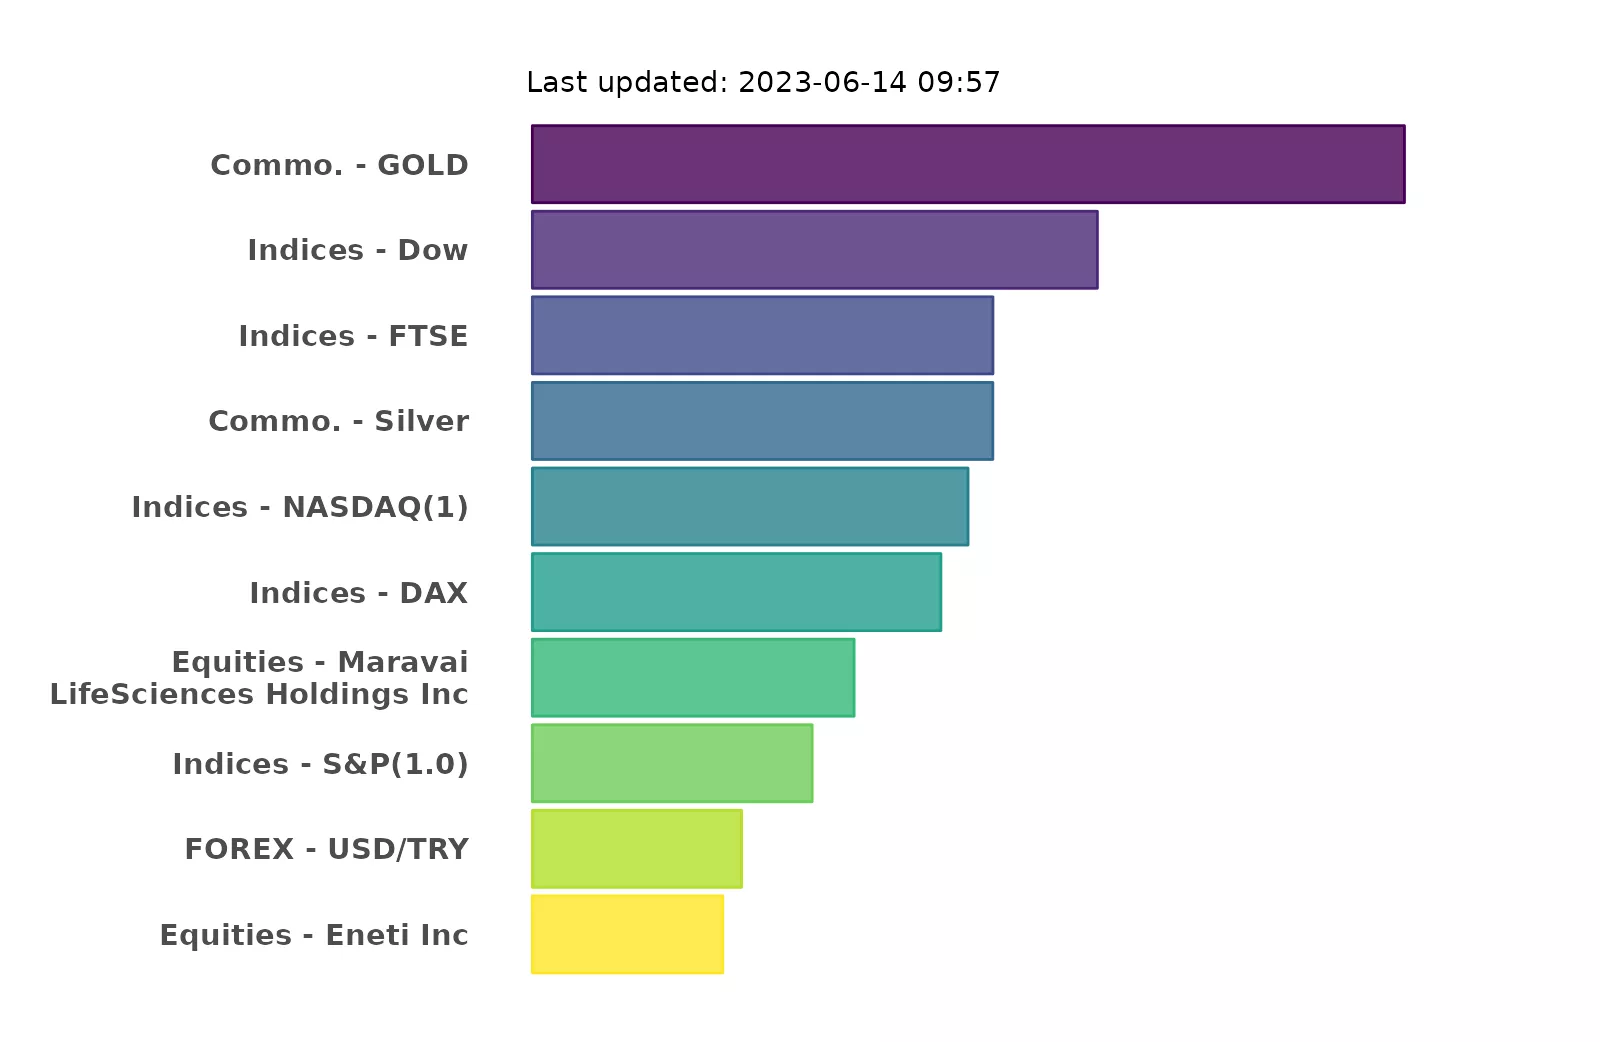 Last updated: 2023-06-14 09:57
Commo. - GOLD
Indices - Dow
Indices - FTSE
Commo. - Silver
Indices - NASDAQ(1)
Indices - DAX
Equities - Maravai
LifeSciences Holdings Inc
Indices - S&P(1.0)
FOREX - USD/TRY
Equities - Eneti Inc